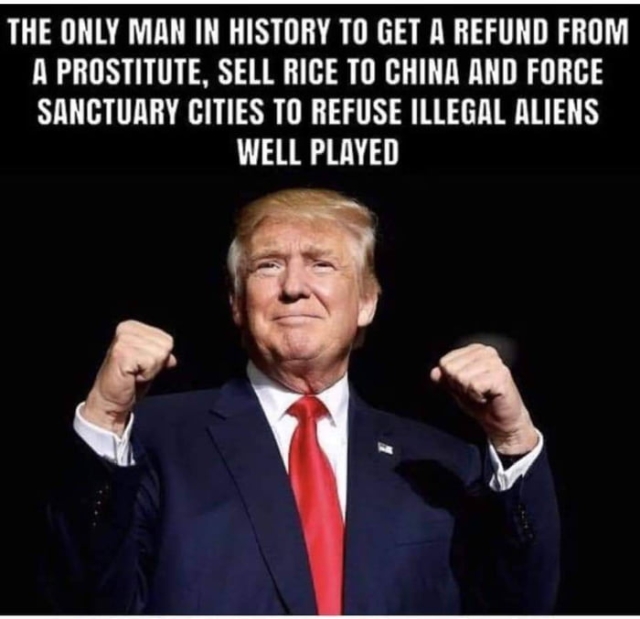 THE ONLY MAN IN HISTORY TO GET A REFUND FROM
A PROSTITUTE, SELL RICE TO CHINA AND FORCE
SANCTUARY CITIES TO REFUSE ILLEGAL ALIENS
WELL PLAYED